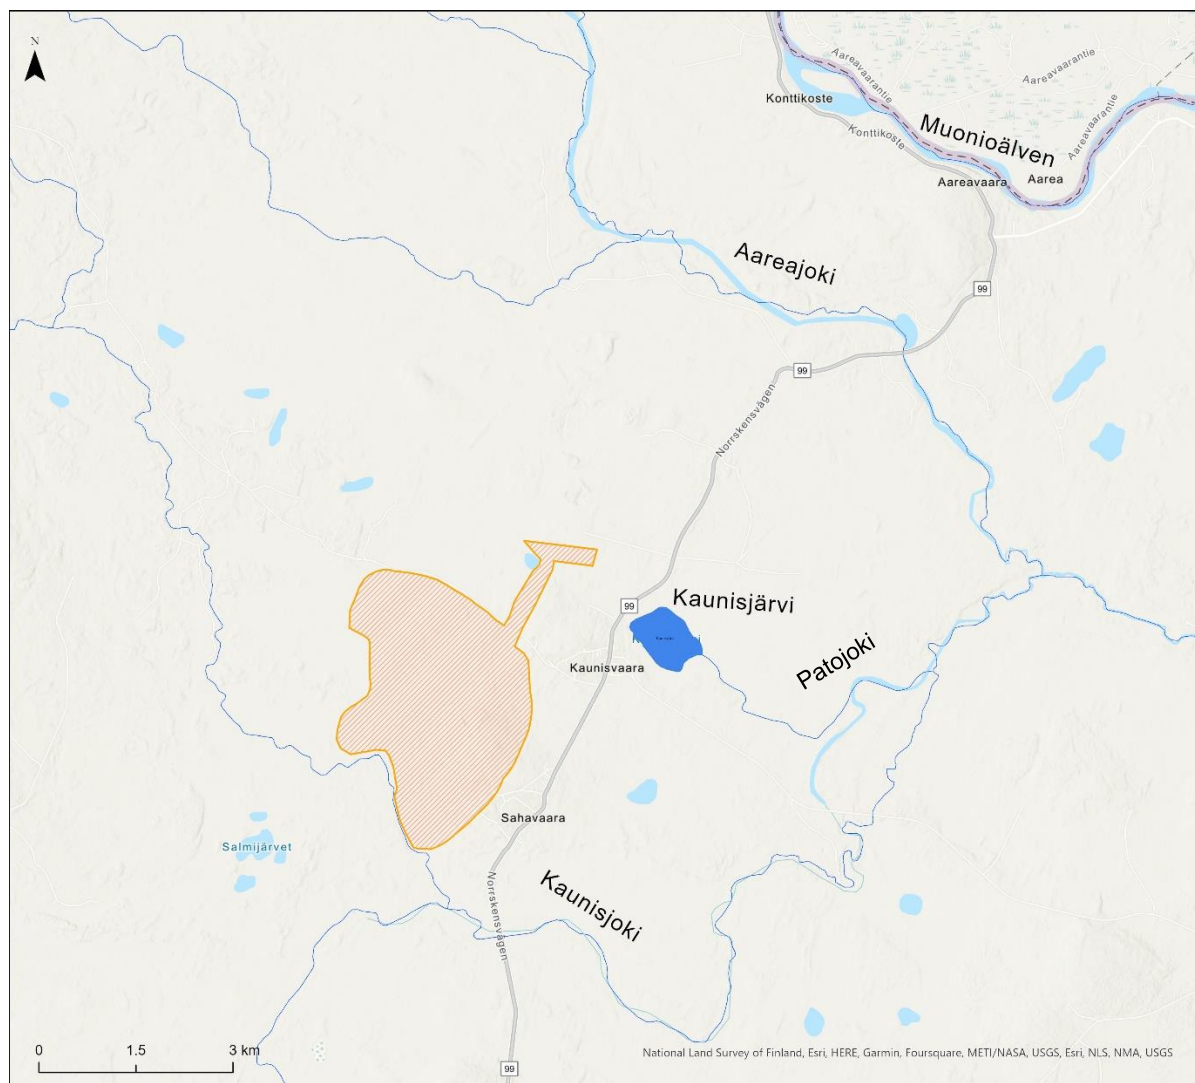 N
Aareavaarantie
Aareavaarantie
Konttikoste
Aareavaarantie
Muonioälven
Konttikoste
Aareavaara
Aarea
Aareajoki
99
99
Norrskensvägen
Kaunisjärvi
99
Patojoki
Kaunisvaara
Sahavaara
Salmijärvet
Kaunisjoki
Norrskensvägen
0 1.5 3 km
National Land Survey of Finland, Esri, HERE, Garmin, Foursquare, METI/NASA, USGS, Esri, NLS, NMA, USGS
99